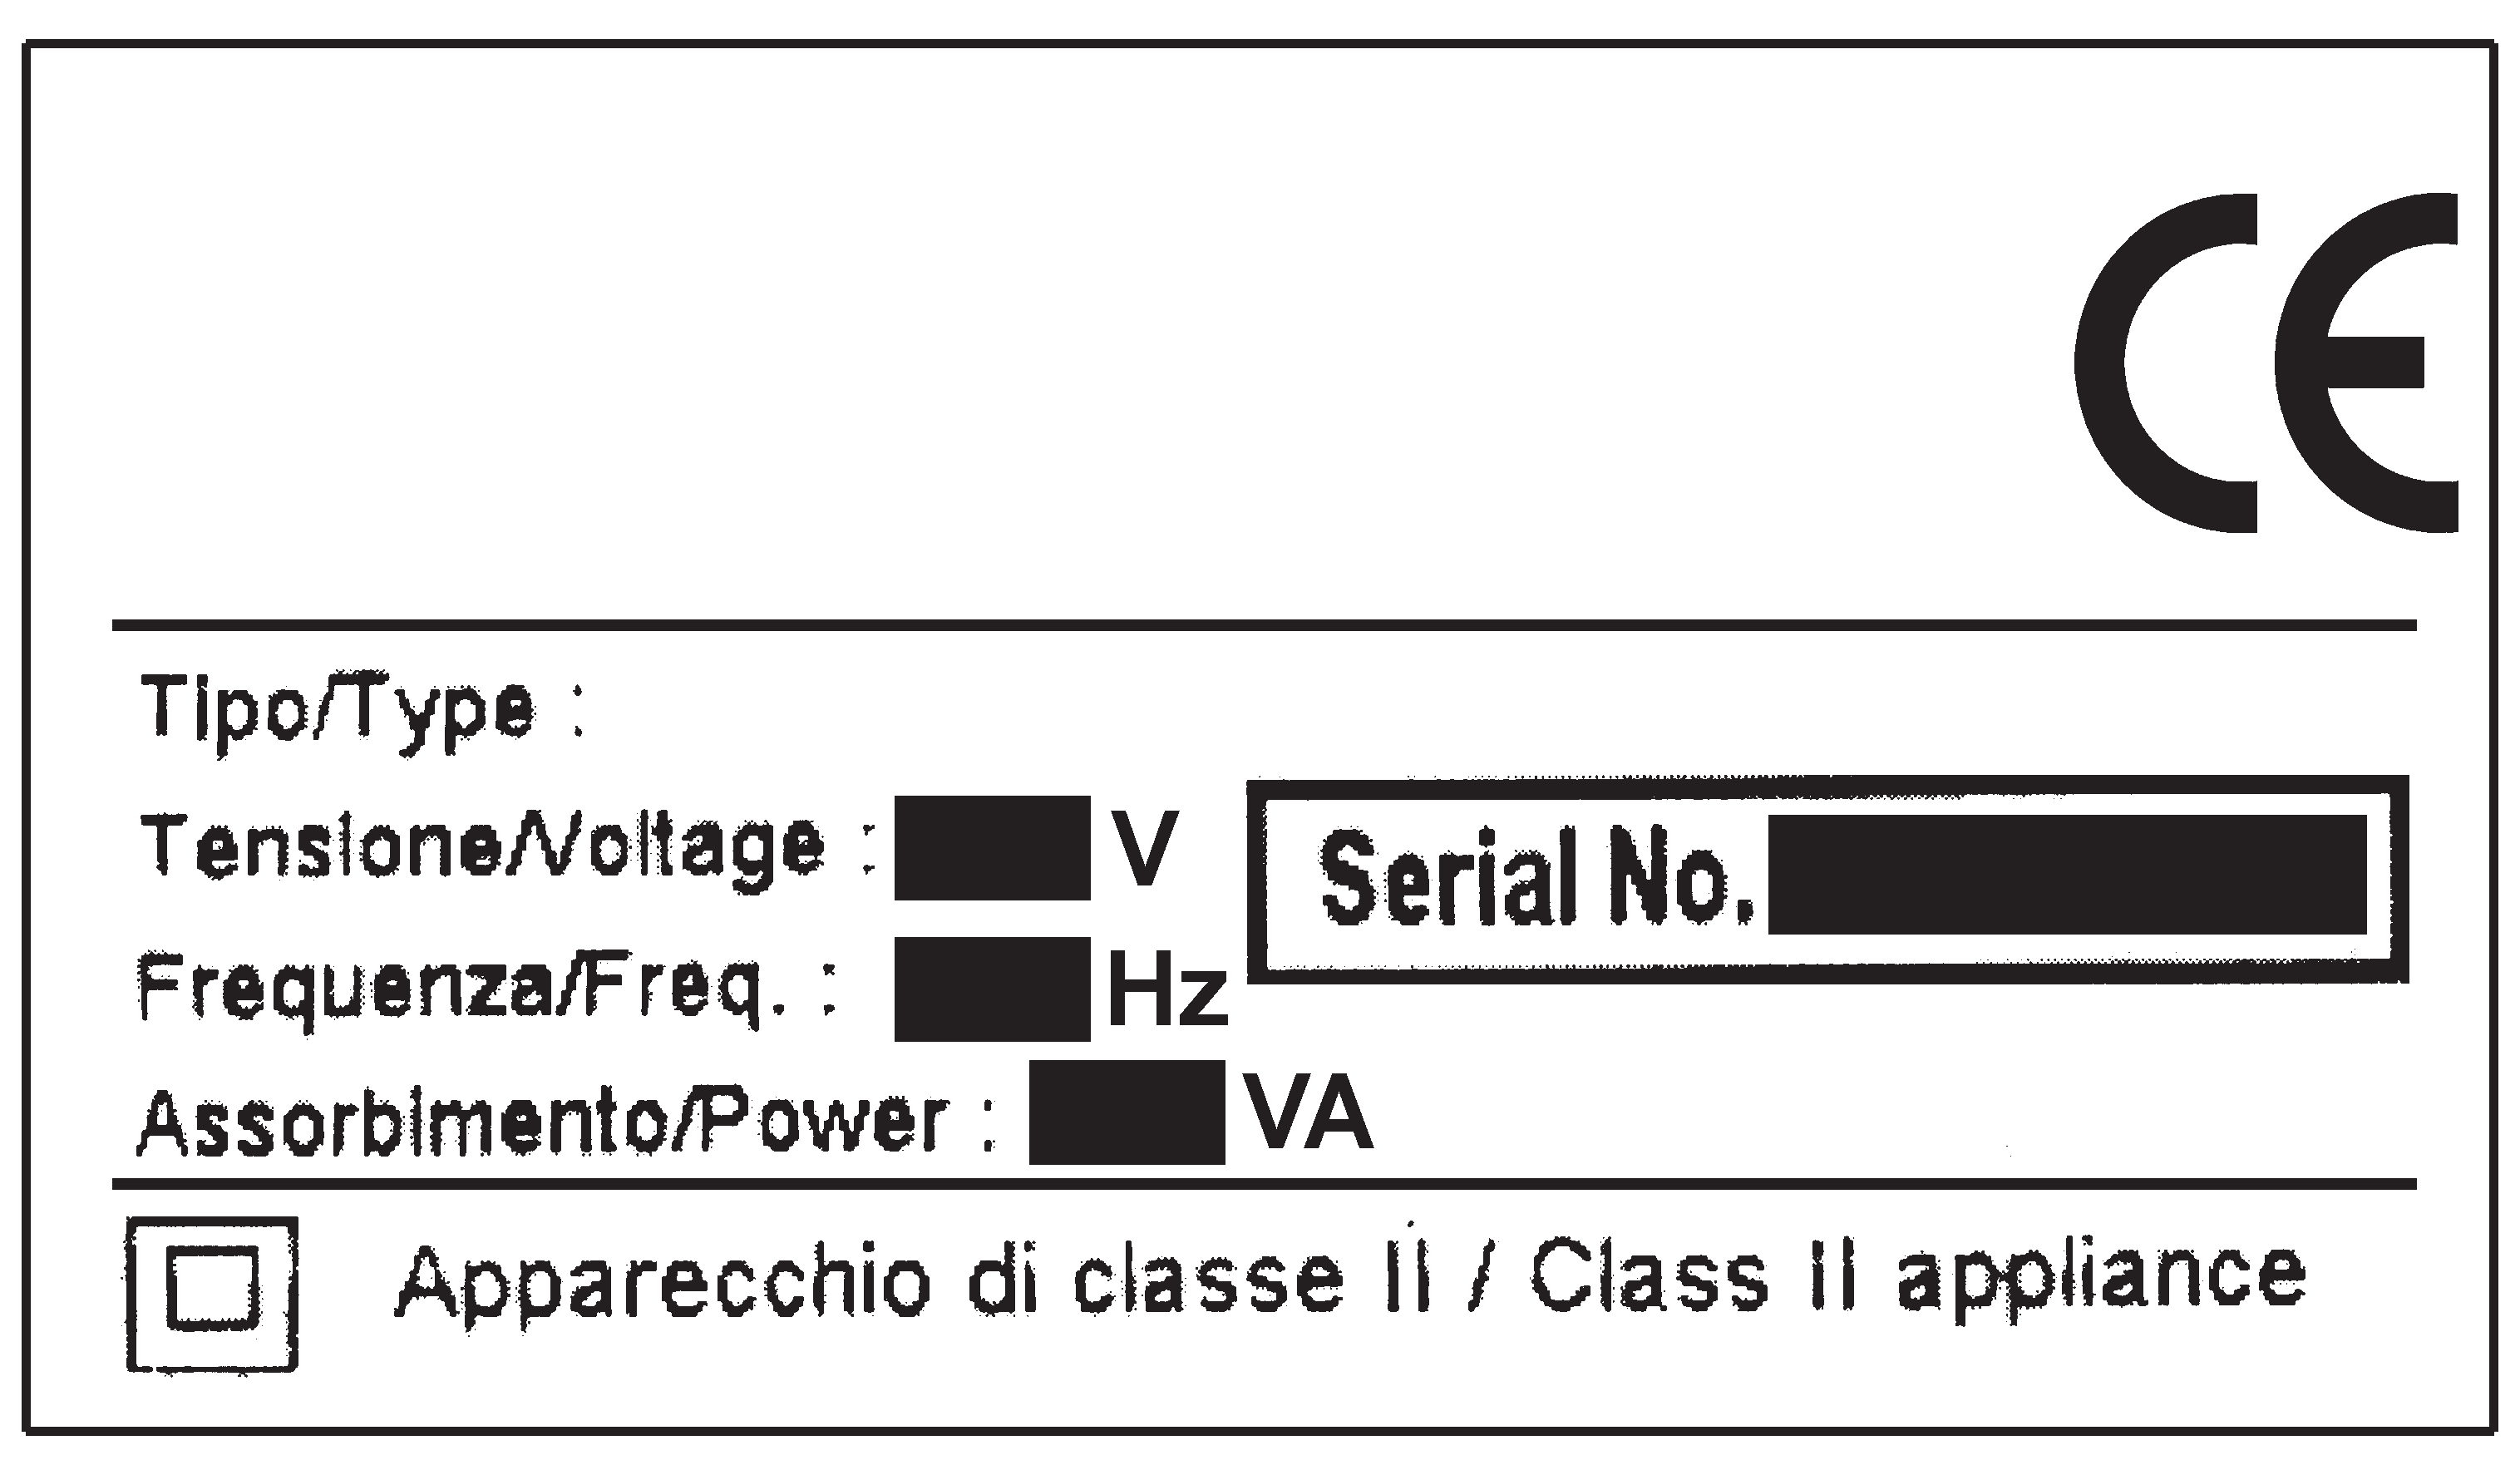 CE
Tipo/Type :
Tensione/Voltage : V
Serial No.
Frequenza/Freq. : Hz
Assorbimento/Power : VA
Apparecchio di classe II / Class II appliance